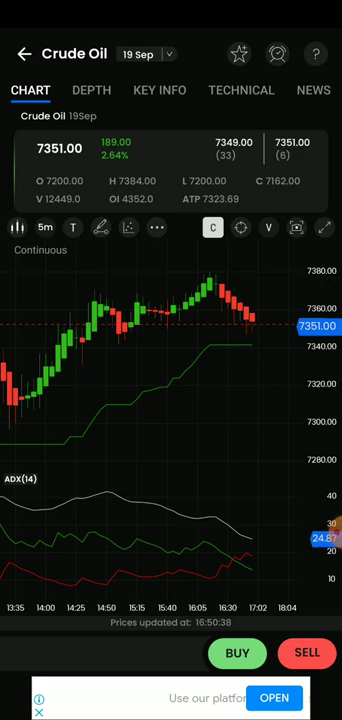 Crude Oil 19 Sep
CHART DEPTH KEY INFO TECHNICAL NEWS
Crude Oil 19Sep
7351.00 189.00 7349.00 7351.00
2.64% (33) (6)
O 7200.00 H 7384.00 L 7200.00 C 7162.00
V 12449.0 OI 4352.0 ATP 7323.69
5m T C V
Continuous
7380.00
7360.00
7351.00
7340.00
7320.00
7300.00
7280.00
ADX(14)
40
30
24.87
20
10
13:35 14:00 14:25 14:50 15:15 15:40 16:05 16:30 17:02 18:04
Prices updated at: 16:50:38
BUY SELL
Use our platfor
OPEN